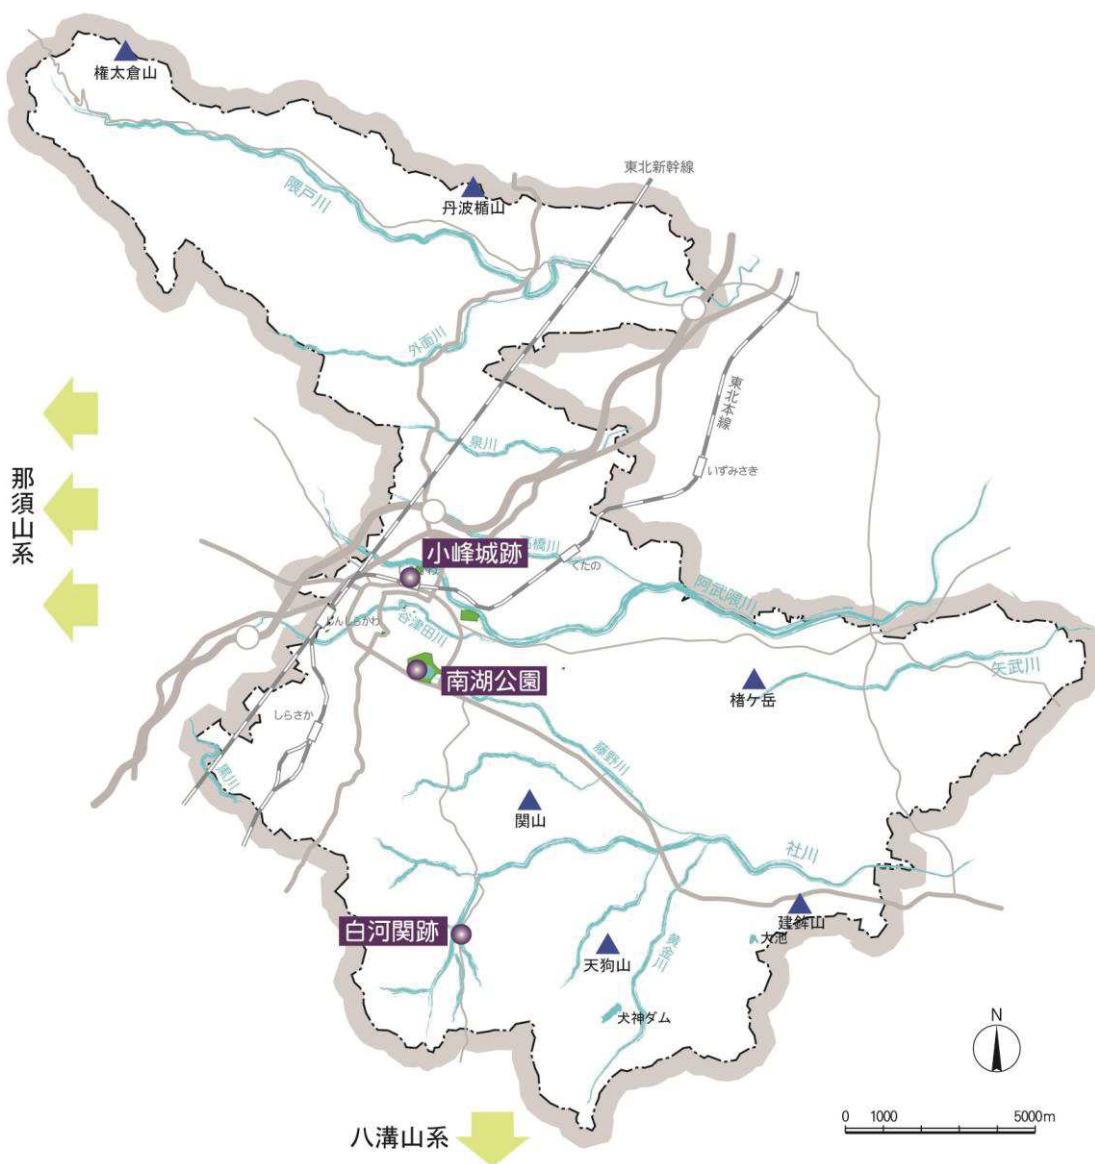 権太倉山
東北新幹線
丹波楯山
隈戸川
外面川
東北本線
那須山系
泉川
いずみさき
橋川
小峰城跡
くたの
阿武隈川
谷津田川
しんしらかわ
南湖公園
楮ケ岳
矢武川
しらさか
藤野川
黒川
関山
社川
白河関跡
建鉾山
大池
天狗山
黄金川
犬神ダム
N
0 1000 5000m
八溝山系